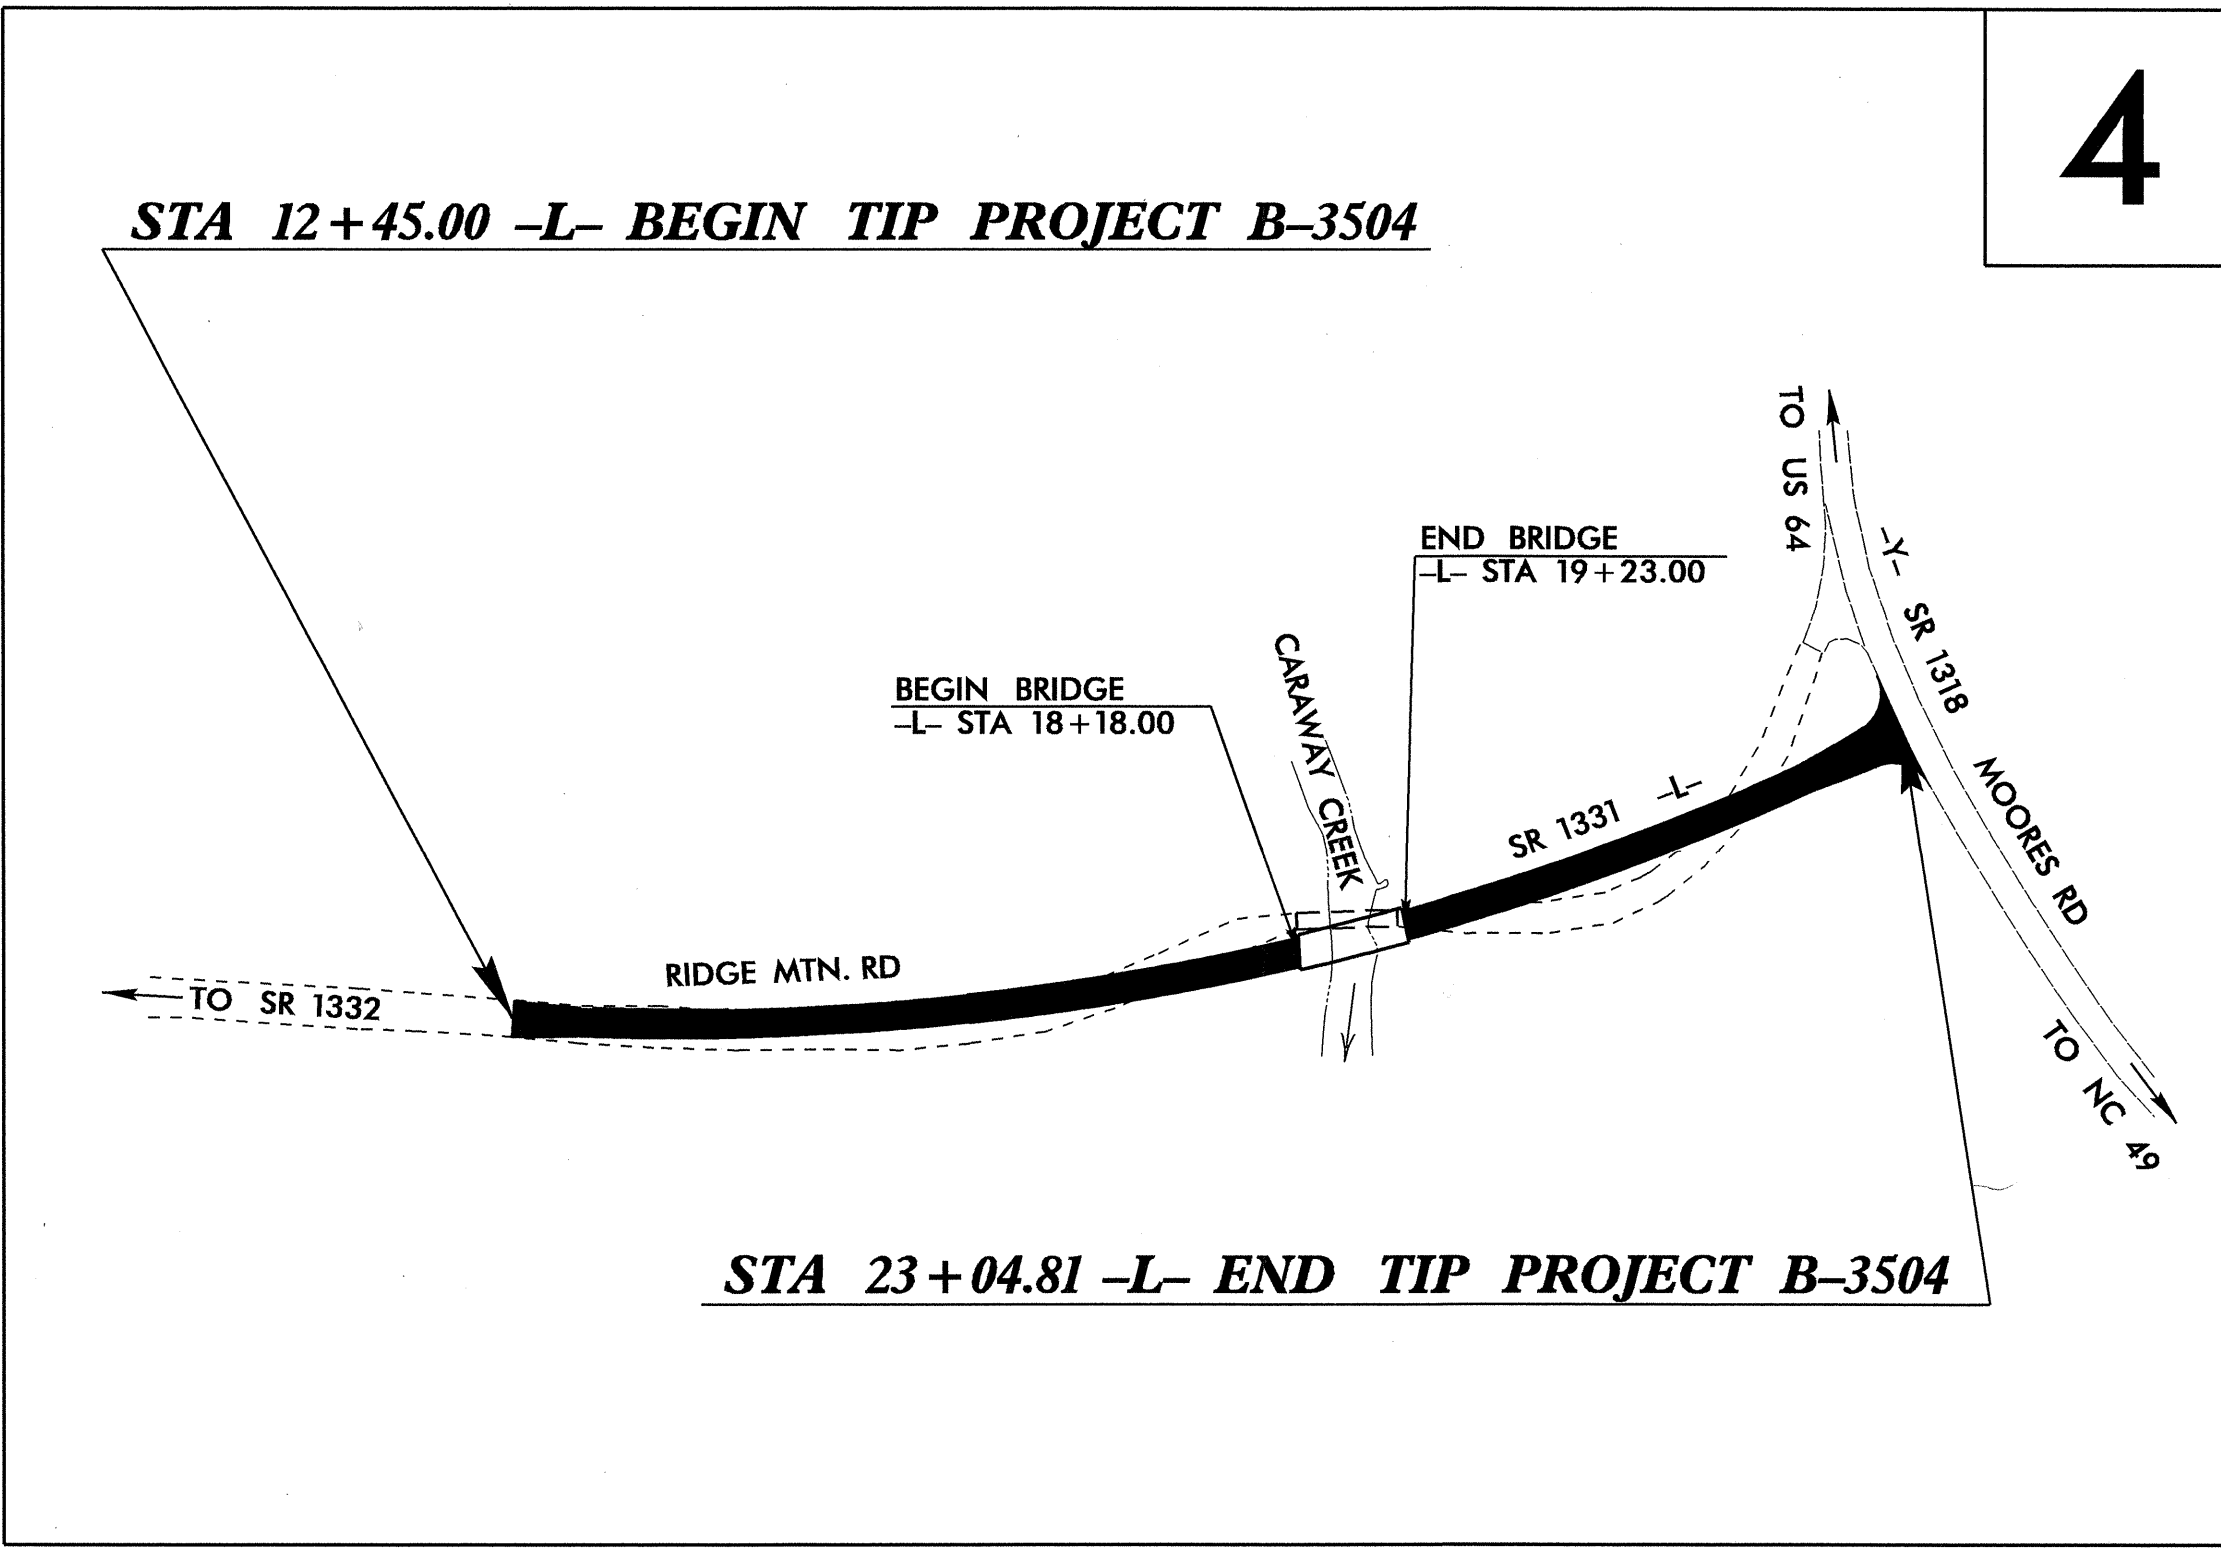 4
STA 12+45.00 –L– BEGIN TIP PROJECT B–3504
TO US 64
END BRIDGE
–L– STA 19+23.00
–Y– SR 1318 MOORES RD
BEGIN BRIDGE
–L– STA 18+18.00
CARAWAY CREEK
SR 1331 –L–
RIDGE MTN. RD
TO SR 1332
TO NC 49
STA 23+04.81 –L– END TIP PROJECT B–3504